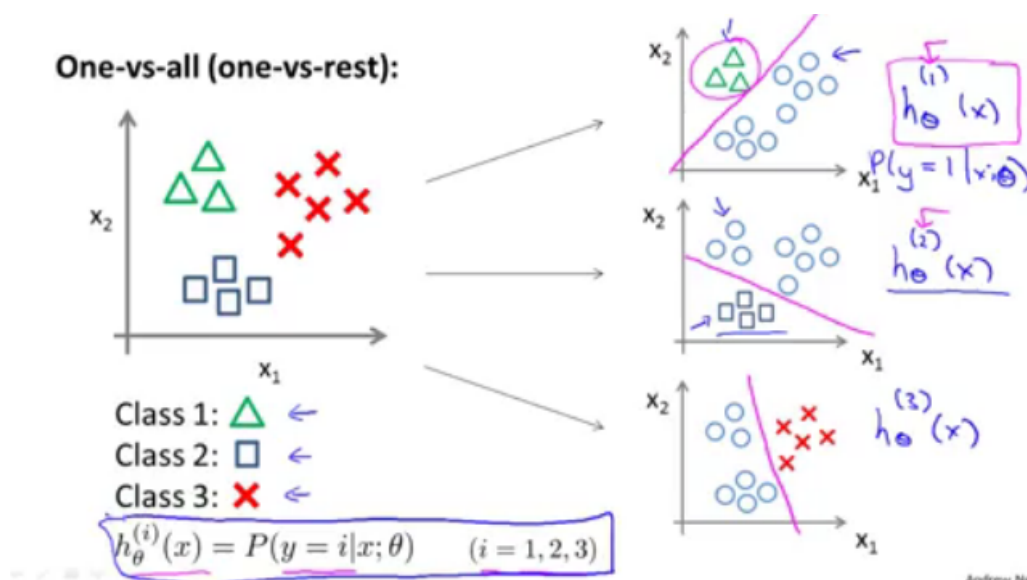 One-vs-all (one-vs-rest):
x₂
x₁
Class 1:
Class 2:
Class 3:
h_θ^(i)(x) = P(y = i|x; θ) (i = 1, 2, 3)
x₂
x₁
h_θ^(1)(x)
P(y = 1|x;θ)
x₂
x₁
h_θ^(2)(x)
x₂
x₁
h_θ^(3)(x)